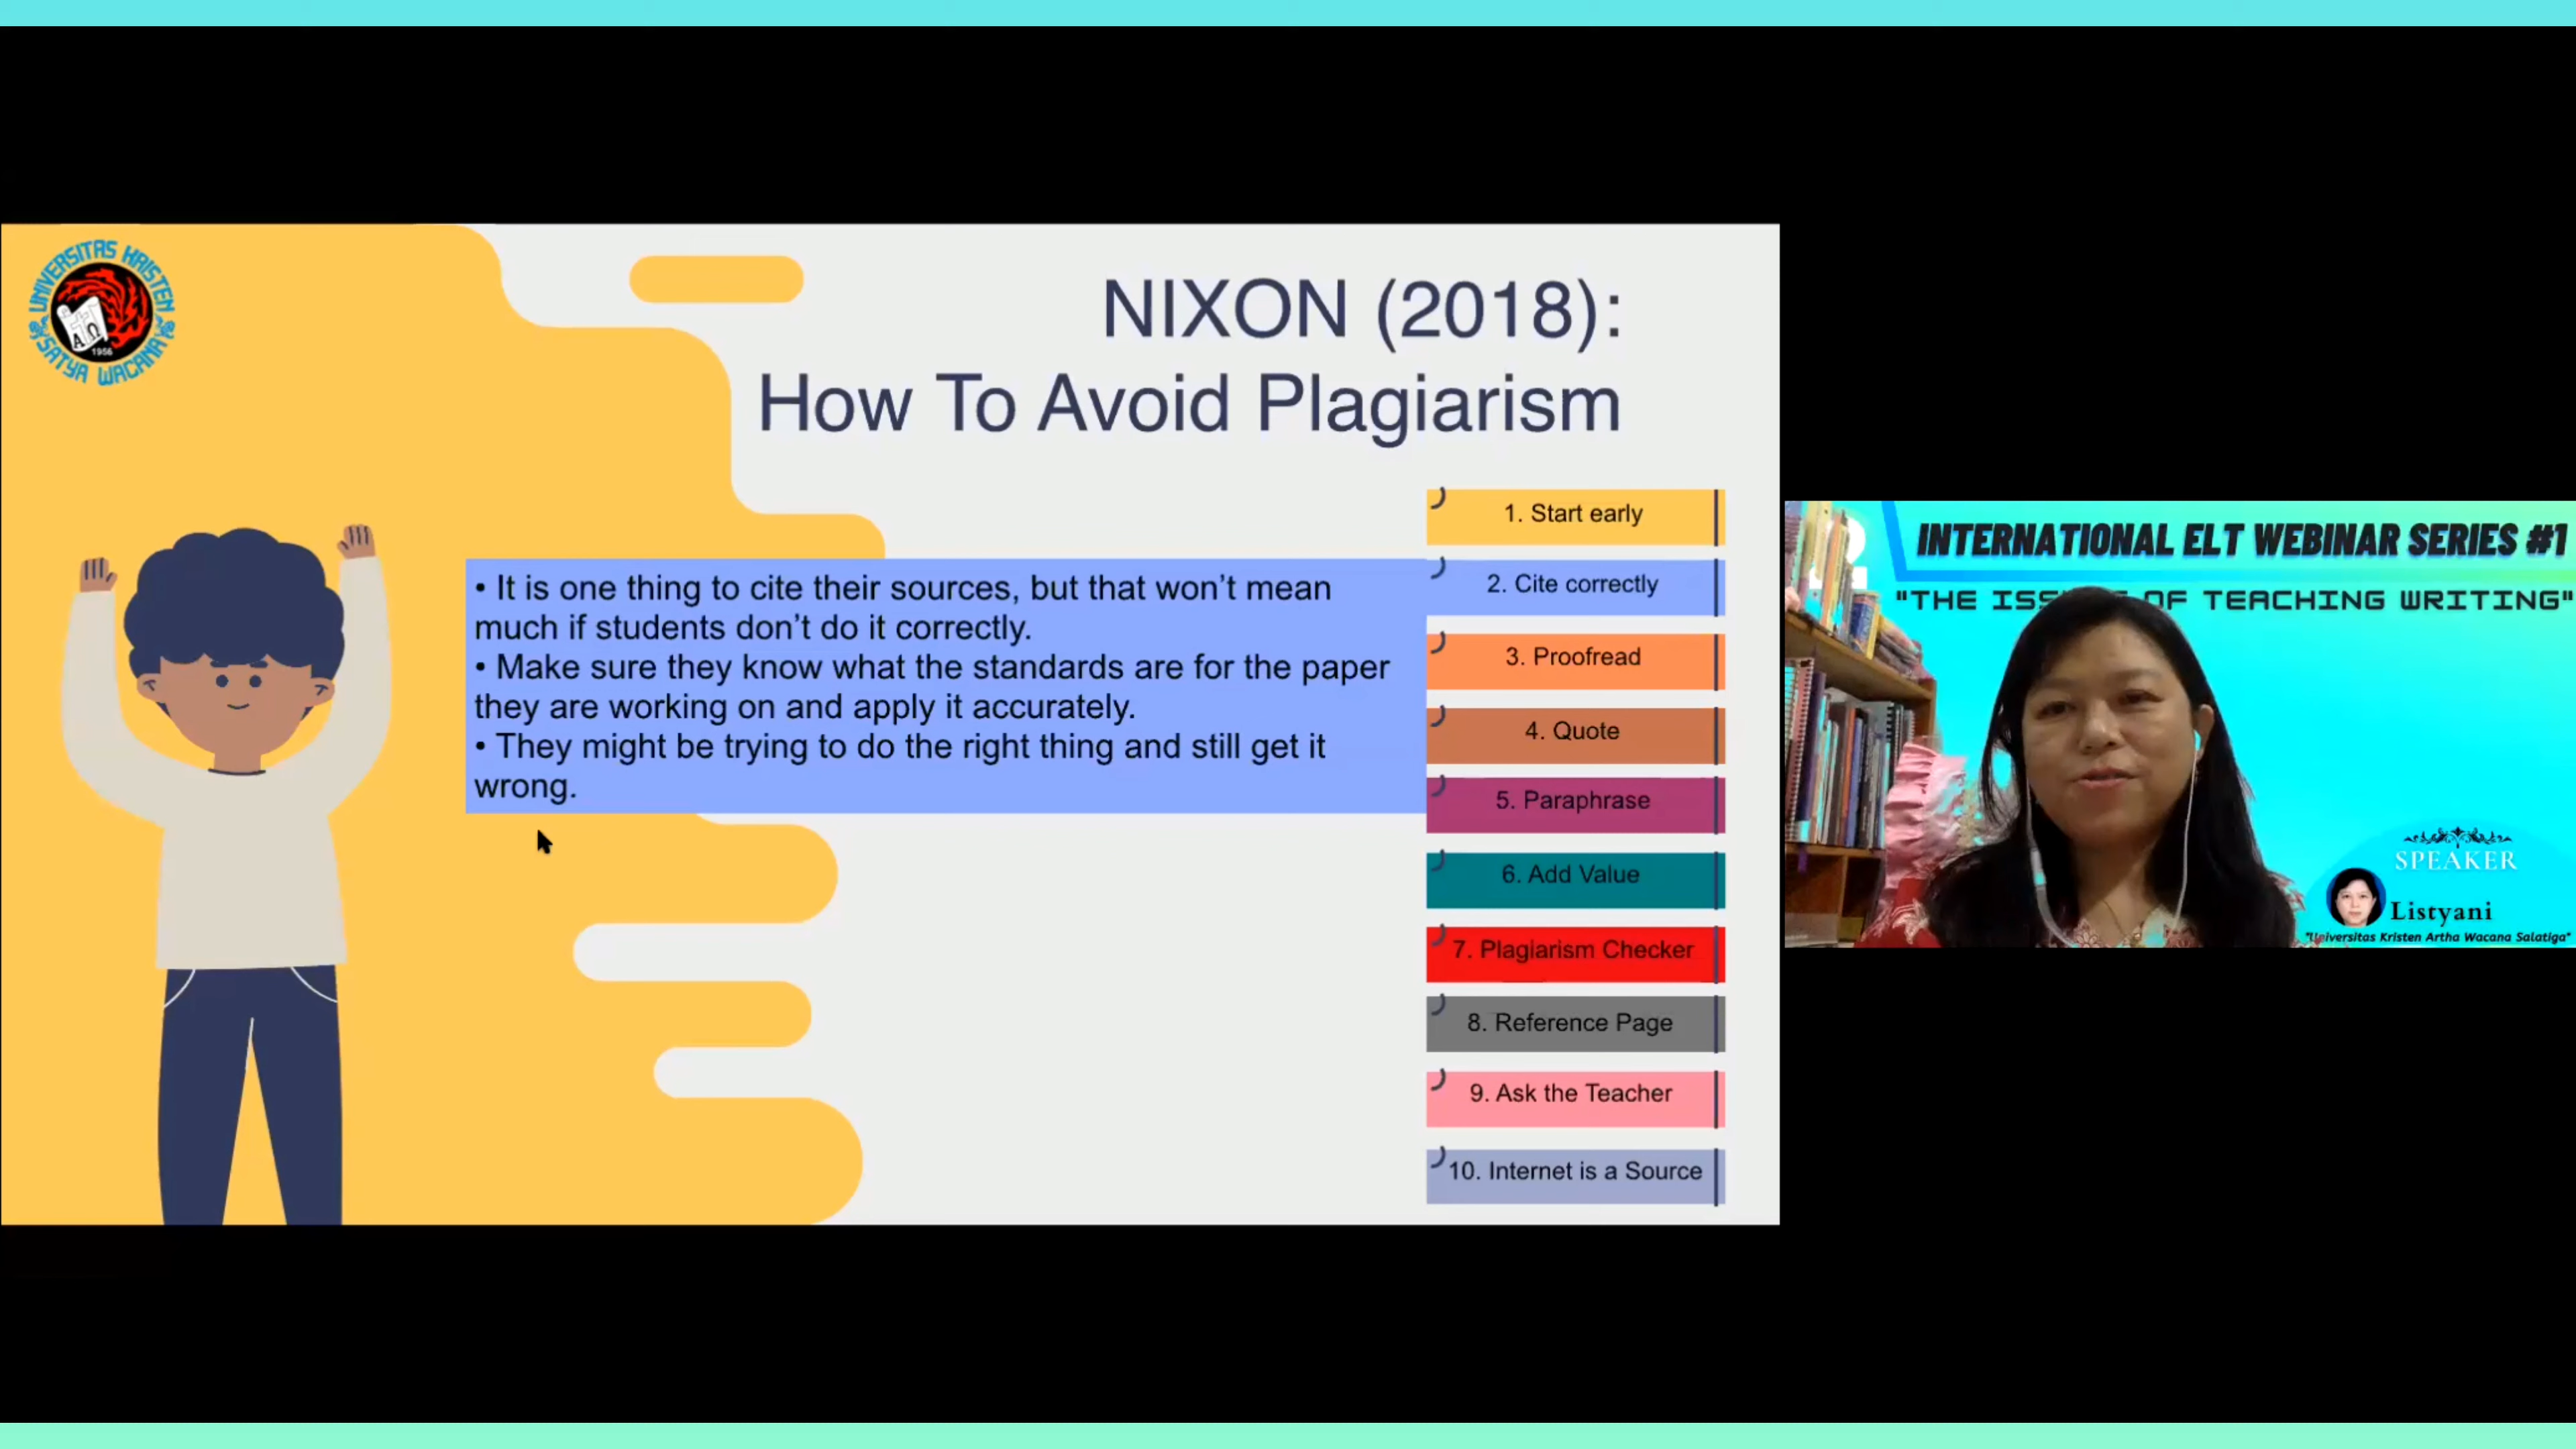 UNIVERSITAS KRISTEN
SATYA WACANA
A Ω
1956
NIXON (2018):
How To Avoid Plagiarism
• It is one thing to cite their sources, but that won’t mean
much if students don’t do it correctly.
• Make sure they know what the standards are for the paper
they are working on and apply it accurately.
• They might be trying to do the right thing and still get it
wrong.
1. Start early
2. Cite correctly
3. Proofread
4. Quote
5. Paraphrase
6. Add Value
7. Plagiarism Checker
8. Reference Page
9. Ask the Teacher
10. Internet is a Source
INTERNATIONAL ELT WEBINAR SERIES #1
"THE OF TEACHING WRITING"
SPEAKER
Listyani
"Universitas Kristen Artha Wacana Salatiga"